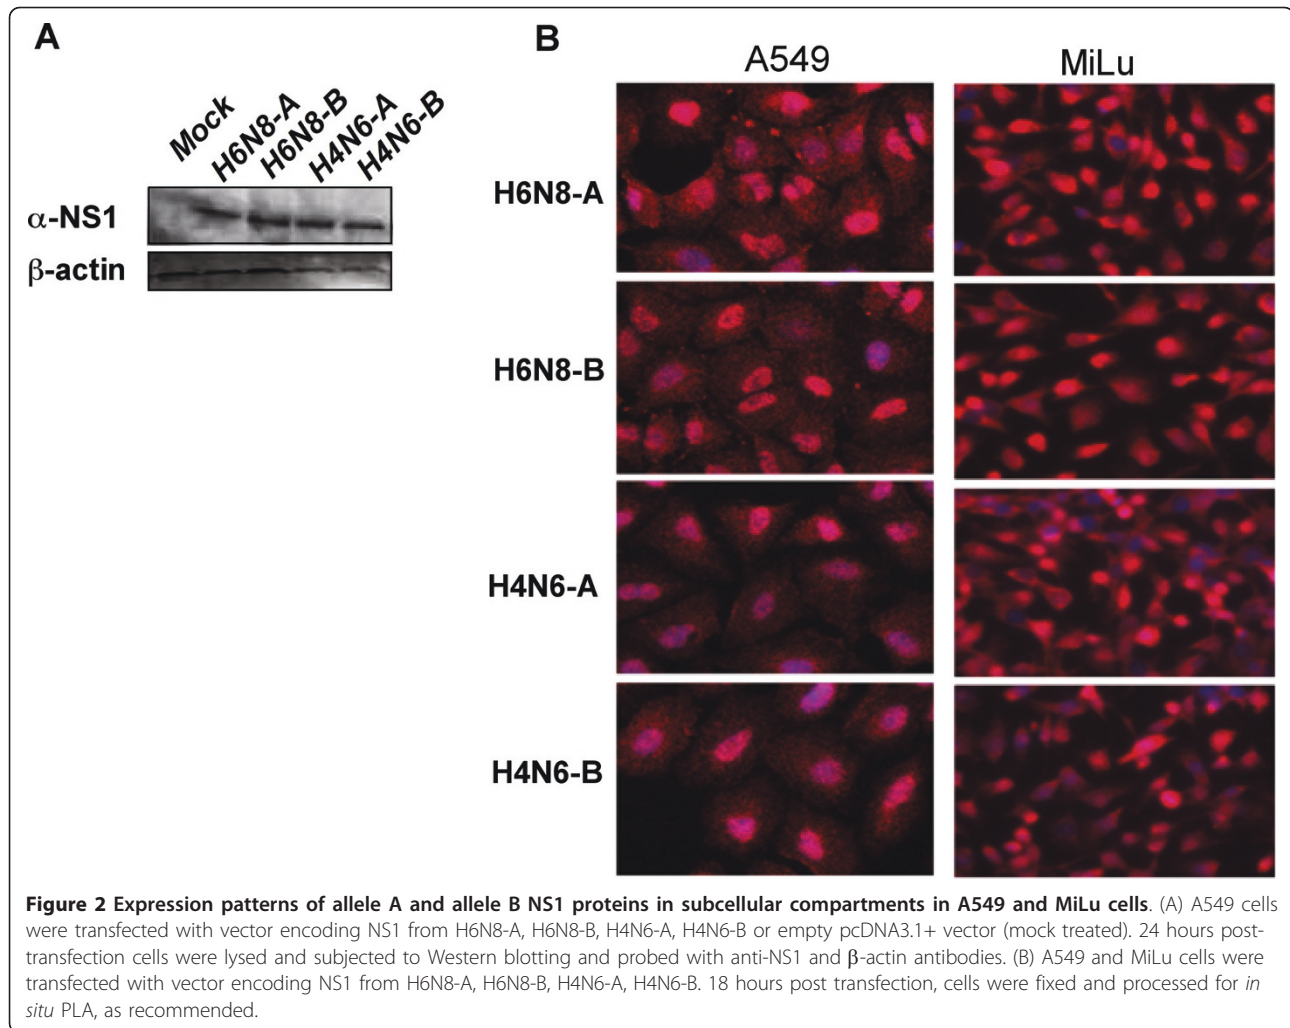 A
B
A549
MiLu
Mock
H6N8-A
H6N8-B
H4N6-A
H4N6-B
α-NS1
β-actin
H6N8-A
H6N8-B
H4N6-A
H4N6-B
Figure 2 Expression patterns of allele A and allele B NS1 proteins in subcellular compartments in A549 and MiLu cells. (A) A549 cells
were transfected with vector encoding NS1 from H6N8-A, H6N8-B, H4N6-A, H4N6-B or empty pcDNA3.1+ vector (mock treated). 24 hours post-
transfection cells were lysed and subjected to Western blotting and probed with anti-NS1 and β-actin antibodies. (B) A549 and MiLu cells were
transfected with vector encoding NS1 from H6N8-A, H6N8-B, H4N6-A, H4N6-B. 18 hours post transfection, cells were fixed and processed for in
situ PLA, as recommended.